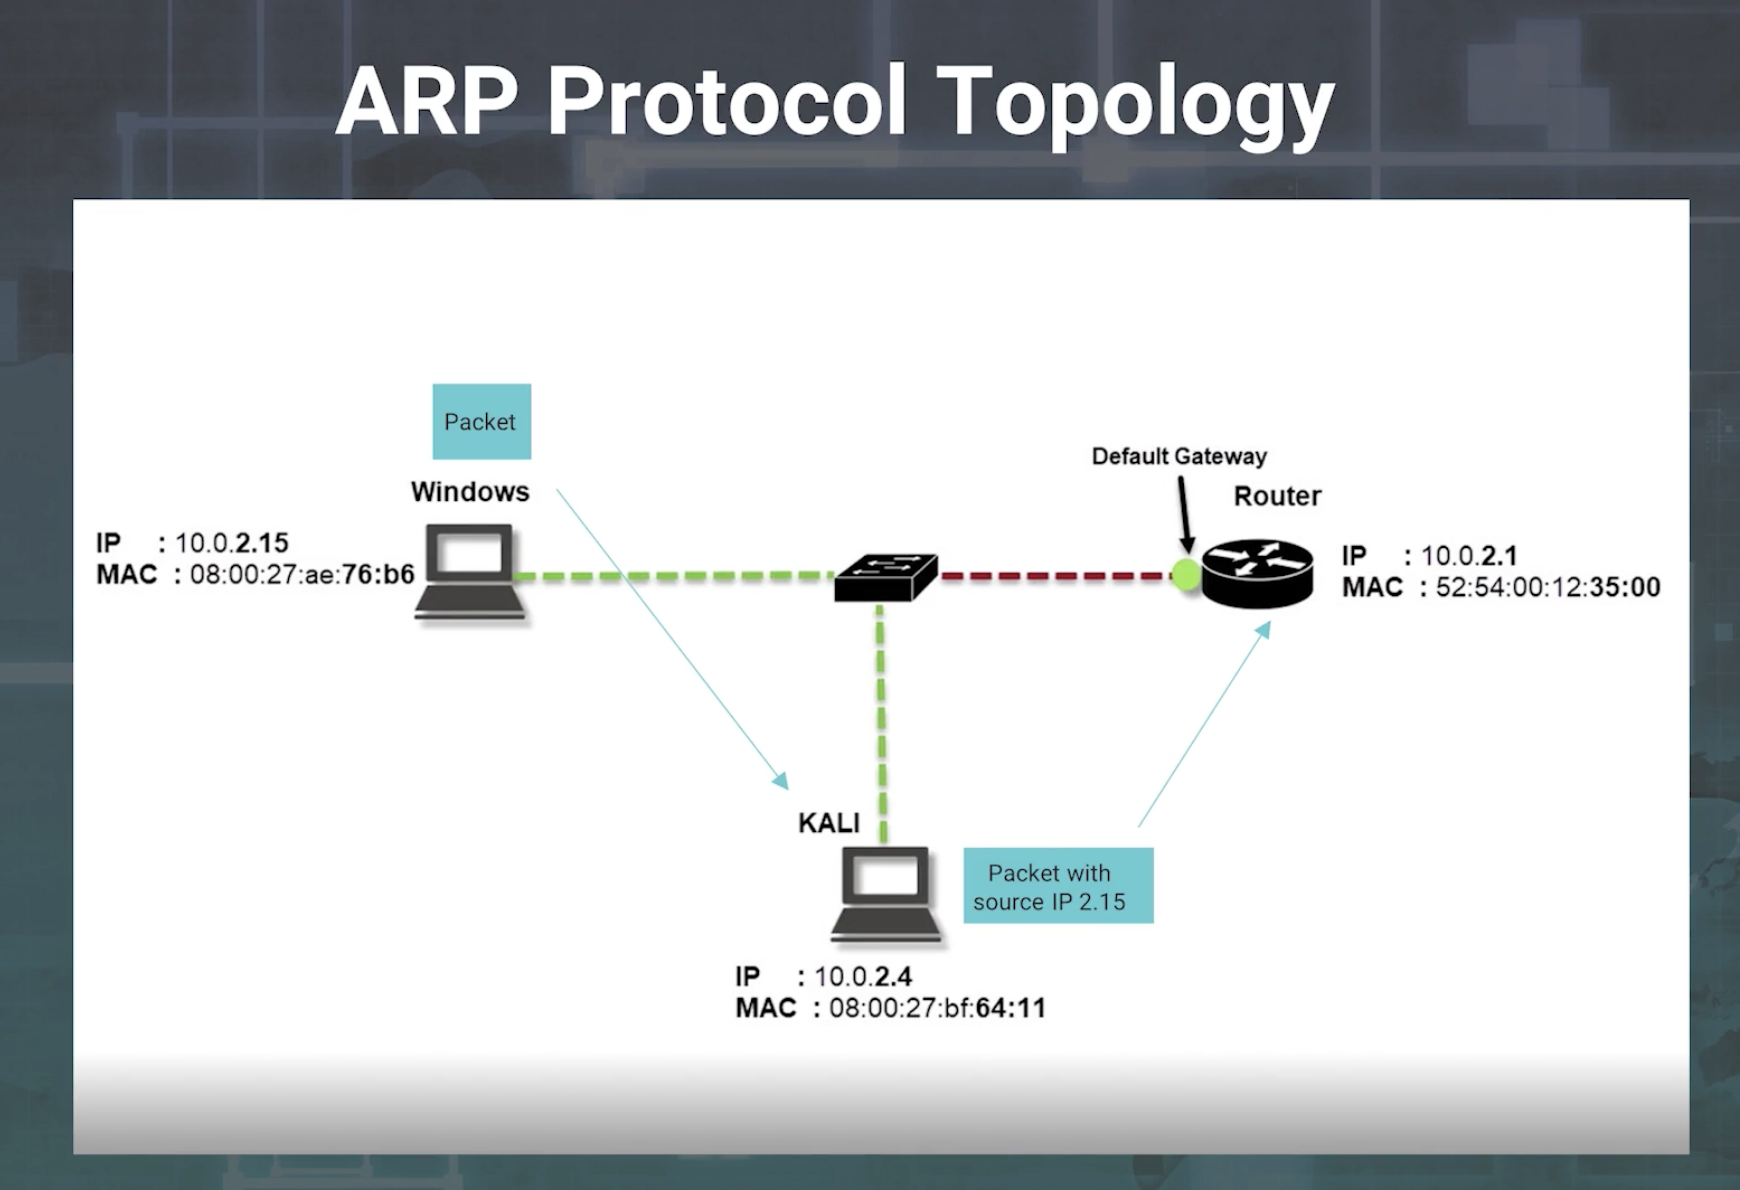 ARP Protocol Topology
Packet
Windows
IP : 10.0.2.15
MAC : 08:00:27:ae:76:b6
Default Gateway
Router
IP : 10.0.2.1
MAC : 52:54:00:12:35:00
KALI
Packet with
source IP 2.15
IP : 10.0.2.4
MAC : 08:00:27:bf:64:11